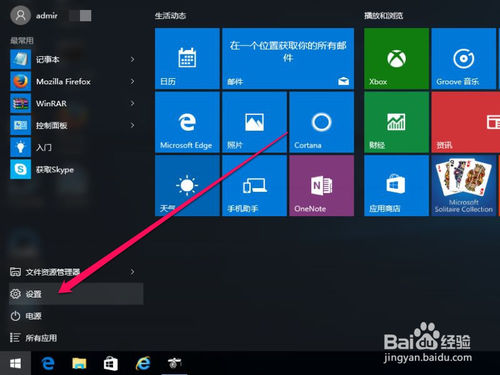 admir
最常用
记事本
Mozilla Firefox
WinRAR
控制面板
入门
获取Skype
文件资源管理器
设置
电源
所有应用
生活动态
日历
在一个位置获取你的所有邮件
邮件
Microsoft Edge
照片
Cortana
天气
手机助手
OneNote
播放和浏览
Xbox
Groove 音乐
财经
资讯
应用商店
Microsoft
Solitaire Collection
Baidu 经验
jingyan.baidu.com